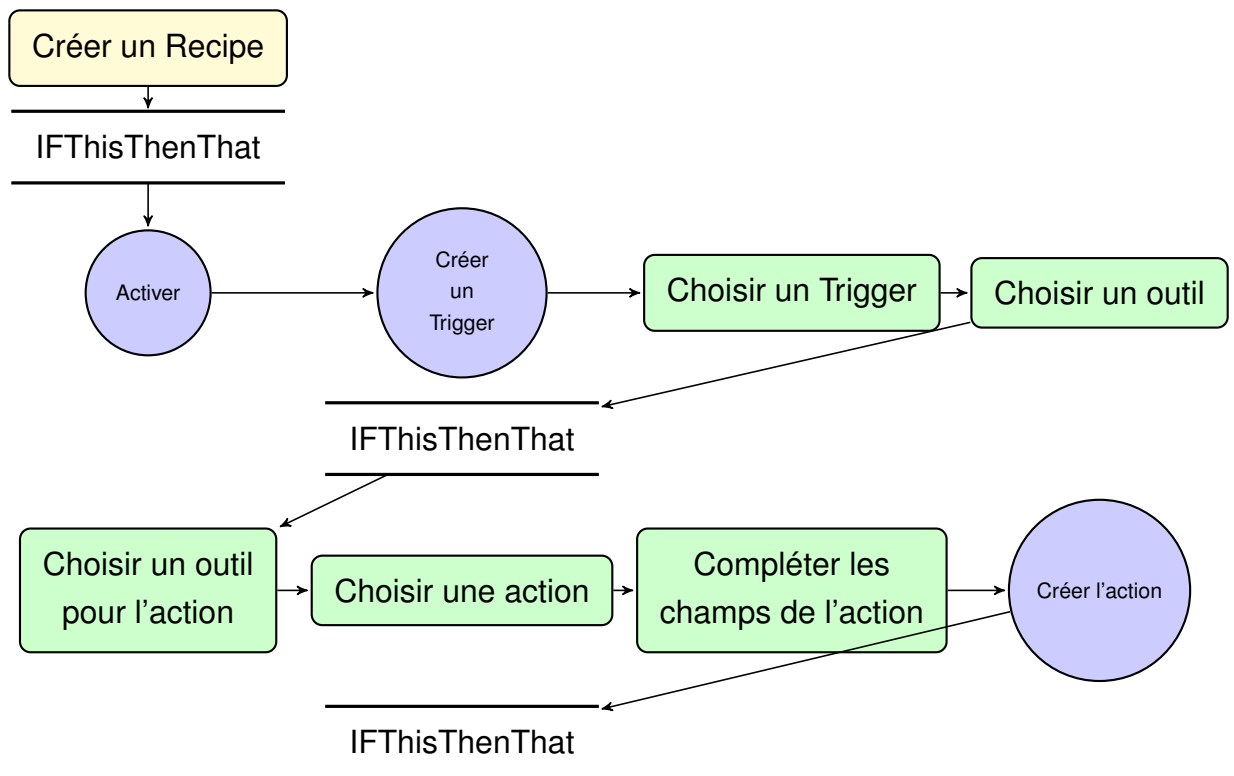 Créer un Recipe
IFThisThenThat
Activer
Créer
un
Trigger
Choisir un Trigger
Choisir un outil
IFThisThenThat
Choisir un outil
pour l'action
Choisir une action
Compléter les
champs de l'action
Créer l'action
IFThisThenThat